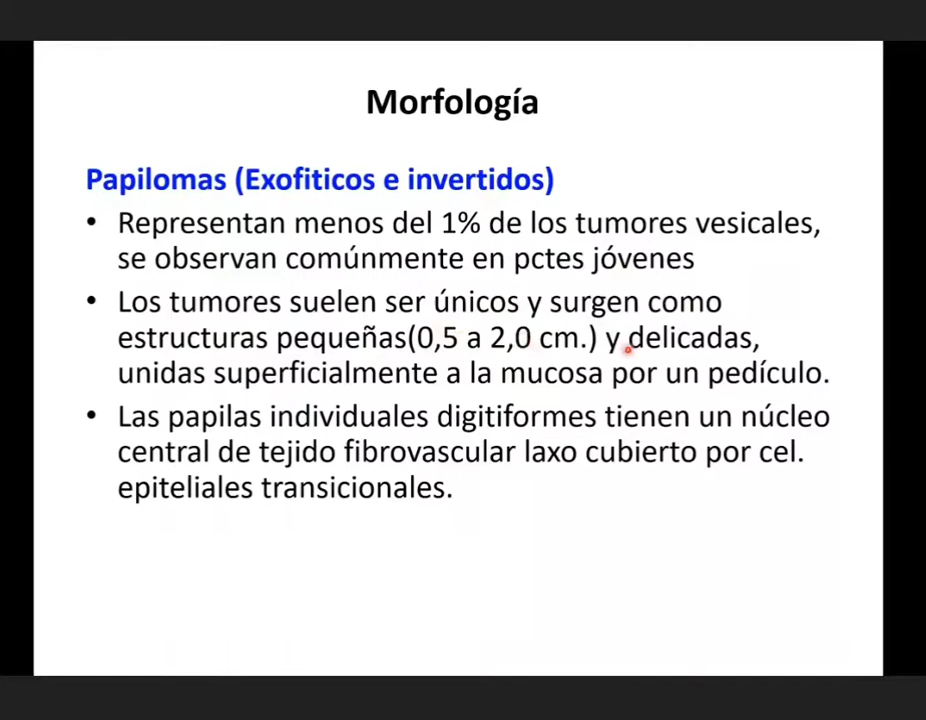 Morfología
Papilomas (Exofiticos e invertidos)
• Representan menos del 1% de los tumores vesicales,
se observan comúnmente en pctes jóvenes
• Los tumores suelen ser únicos y surgen como
estructuras pequeñas(0,5 a 2,0 cm.) y delicadas,
unidas superficialmente a la mucosa por un pedículo.
• Las papilas individuales digitiformes tienen un núcleo
central de tejido fibrovascular laxo cubierto por cel.
epiteliales transicionales.